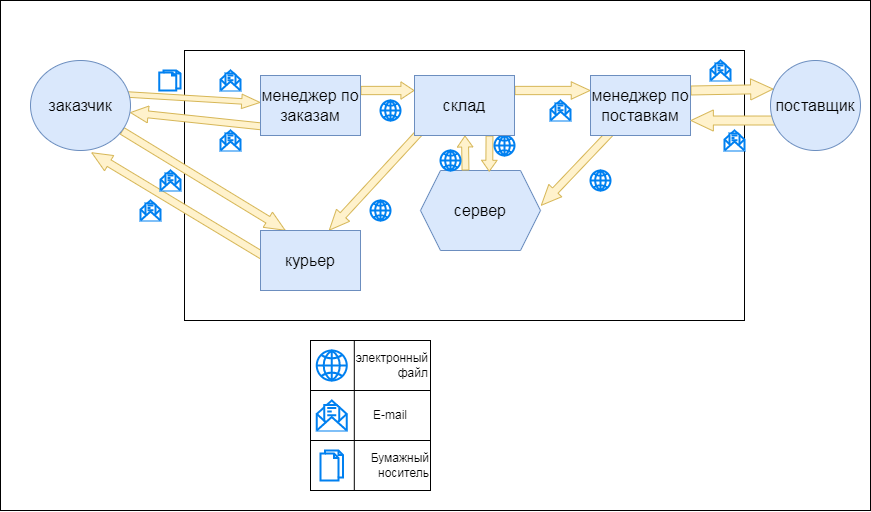 заказчик
менеджер по
заказам
склад
менеджер по
поставкам
поставщик
сервер
курьер
электронный
файл
E-mail
Бумажный
носитель